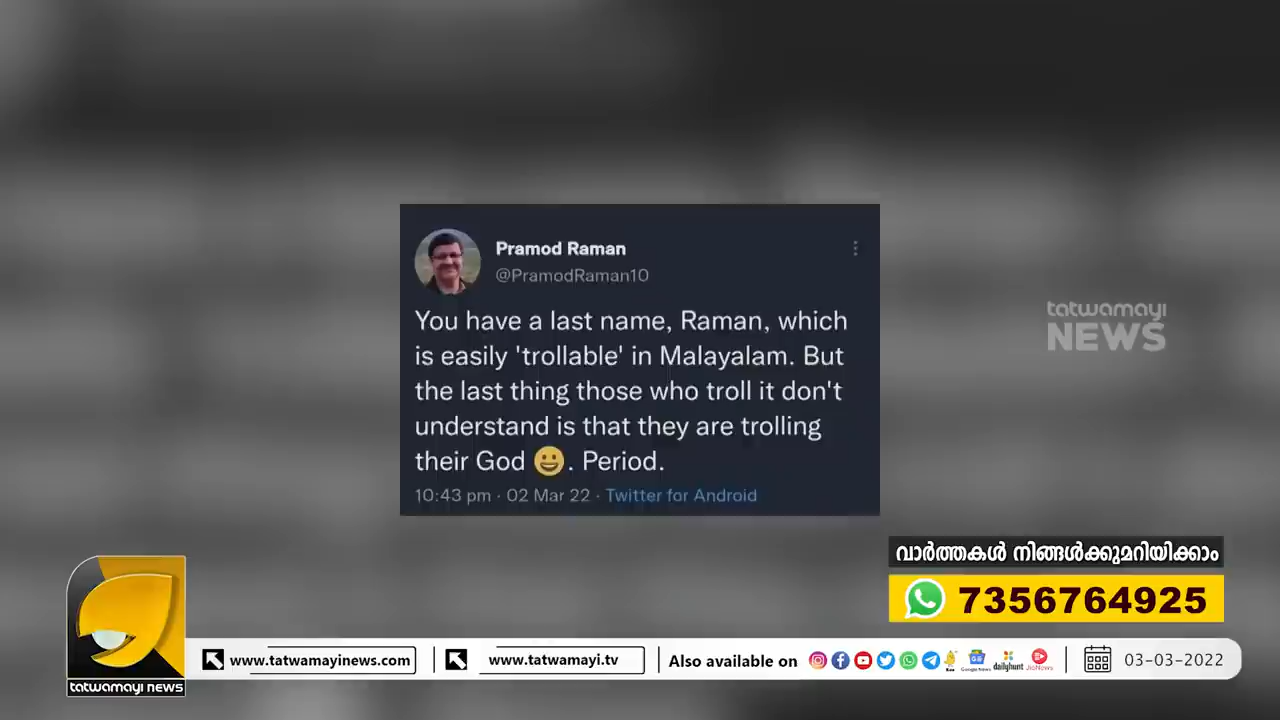 Pramod Raman
@PramodRaman10
You have a last name, Raman, which
is easily 'trollable' in Malayalam. But
the last thing those who troll it don't
understand is that they are trolling
their God 😀. Period.
10:43 pm · 02 Mar 22 · Twitter for Android
tatwamayi
NEWS
വാർത്തകൾ നിങ്ങൾക്കുമറിയിക്കാം
7356764925
tatwamayi news
www.tatwamayinews.com
www.tatwamayi.tv
Also available on
Google News
dailyhunt
JioNews
03-03-2022